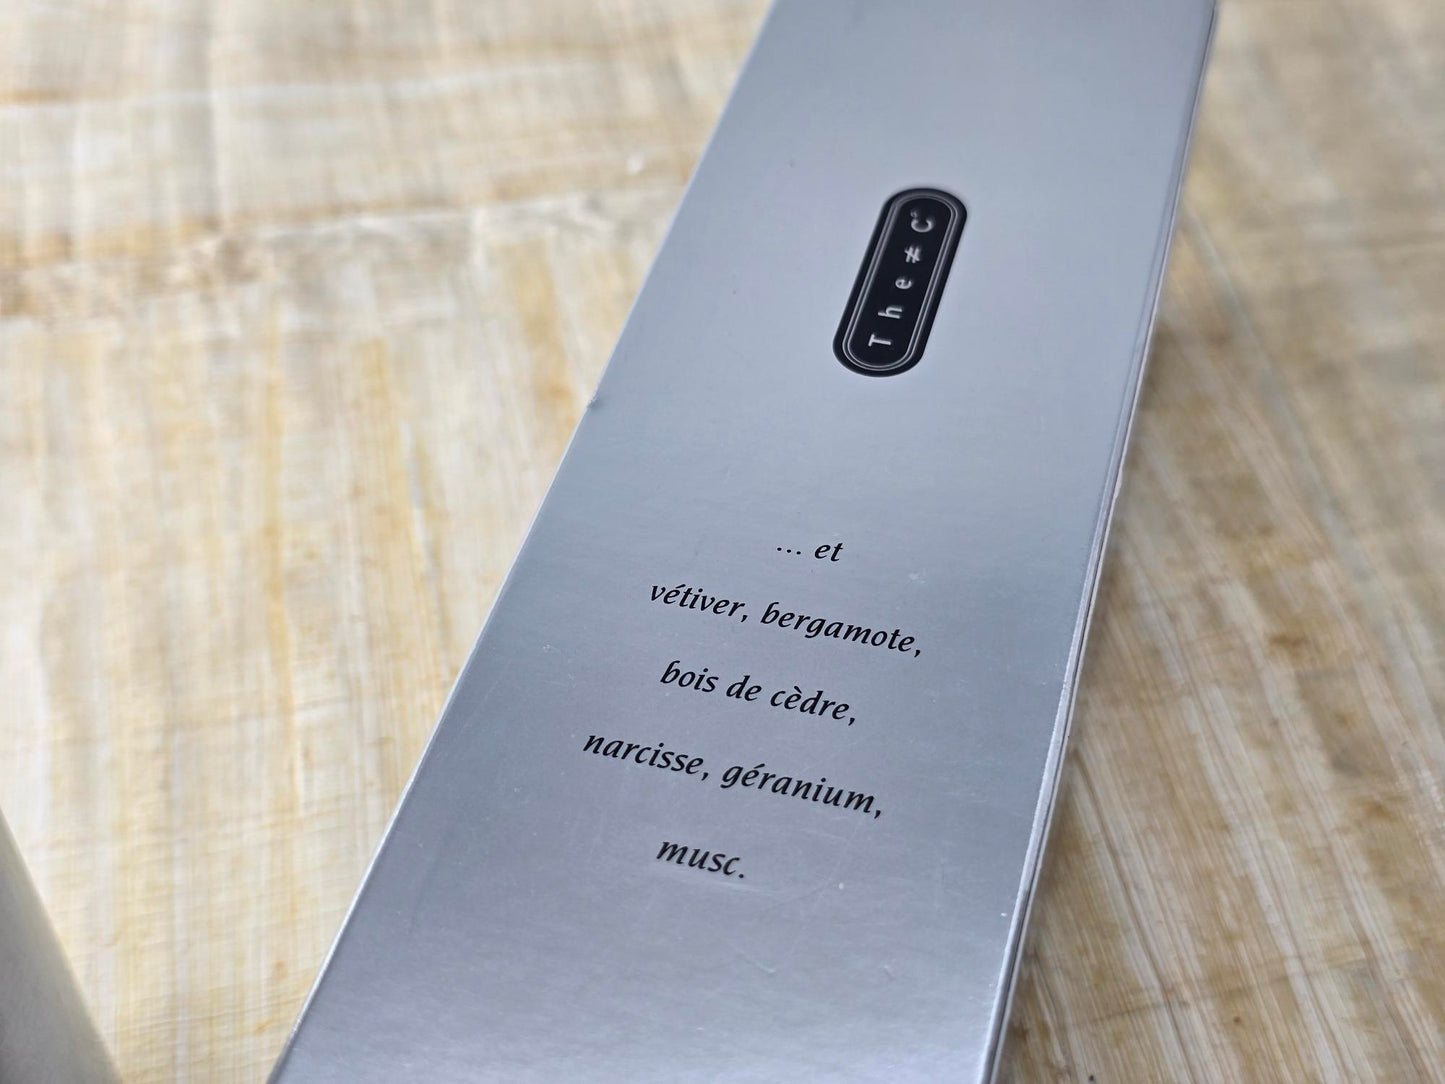 The#C°
... et
vétiver, bergamote,
bois de cèdre,
narcisse, géranium,
musc.